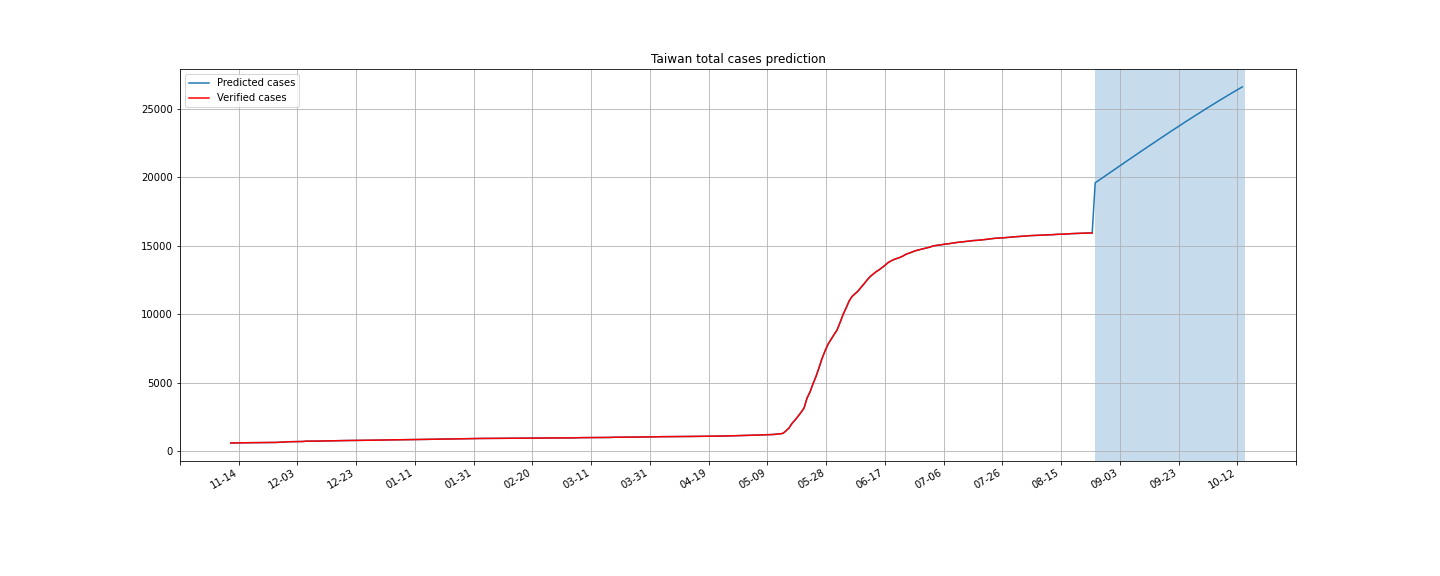 Taiwan total cases prediction
Predicted cases
Verified cases
25000
20000
15000
10000
5000
0
11-14 12-03 12-23 01-11 01-31 02-20 03-11 03-31 04-19 05-09 05-28 06-17 07-06 07-26 08-15 09-03 09-23 10-12